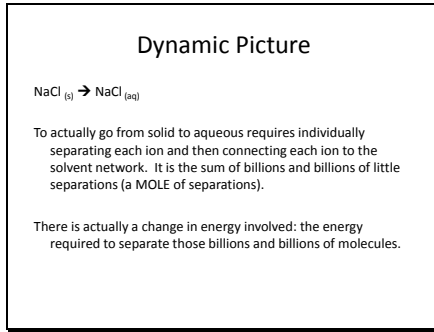 Dynamic Picture
NaCl (s) → NaCl (aq)
To actually go from solid to aqueous requires individually
separating each ion and then connecting each ion to the
solvent network. It is the sum of billions and billions of little
separations (a MOLE of separations).
There is actually a change in energy involved: the energy
required to separate those billions and billions of molecules.